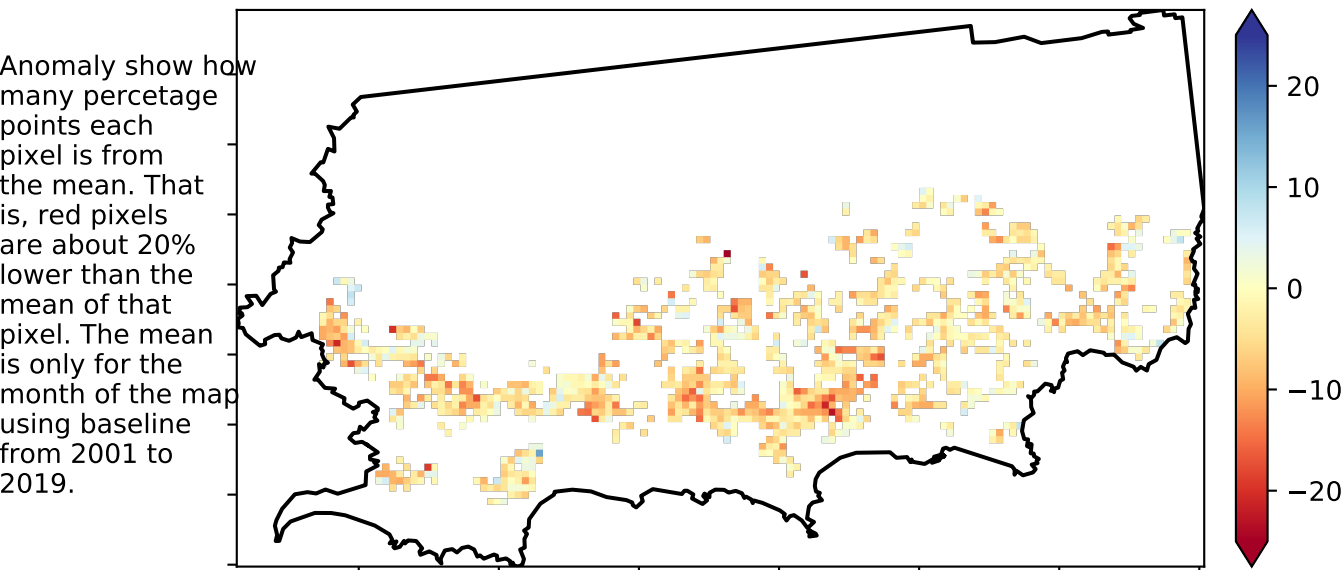 Anomaly show how
many percetage
points each
pixel is from
the mean. That
is, red pixels
are about 20%
lower than the
mean of that
pixel. The mean
is only for the
month of the map
using baseline
from 2001 to
2019.
20
10
0
−10
−20